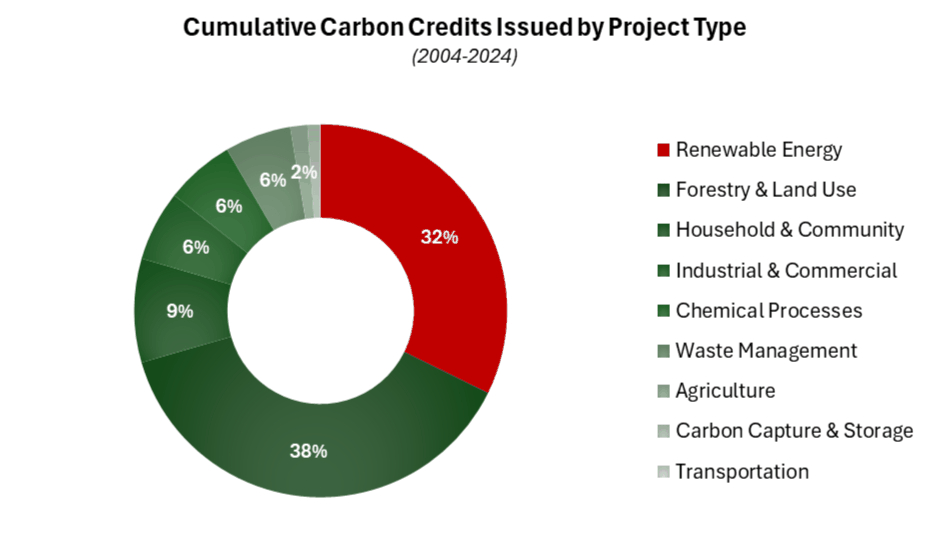 Cumulative Carbon Credits Issued by Project Type
(2004-2024)
32%
38%
9%
6%
6%
6%
2%
Renewable Energy
Forestry & Land Use
Household & Community
Industrial & Commercial
Chemical Processes
Waste Management
Agriculture
Carbon Capture & Storage
Transportation